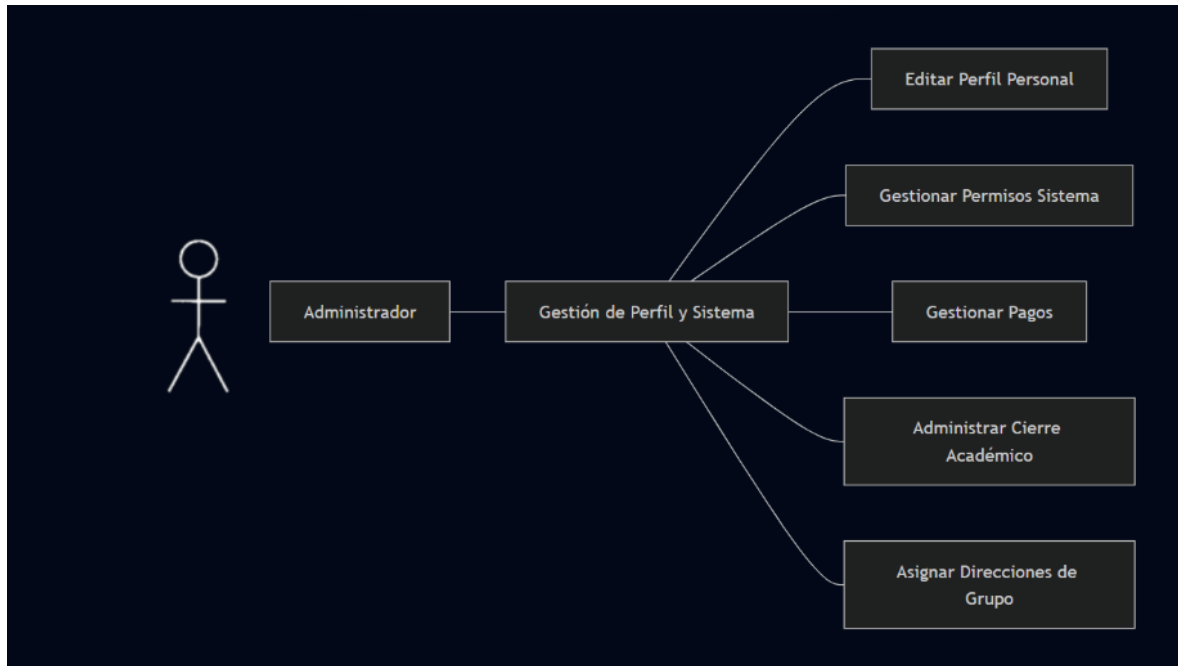 Editar Perfil Personal
Gestionar Permisos Sistema
Administrador
Gestión de Perfil y Sistema
Gestionar Pagos
Administrar Cierre
Académico
Asignar Direcciones de
Grupo